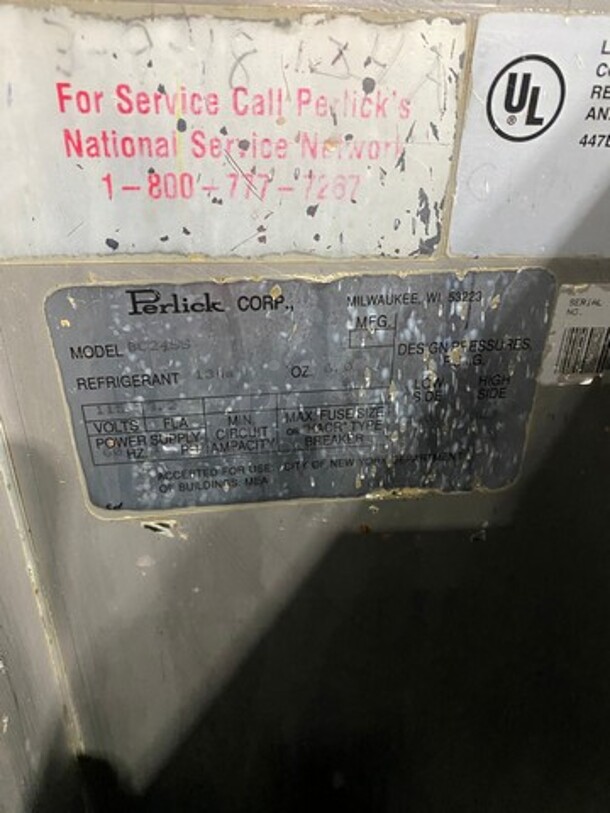 For Service Call Perlick's
National Service Network
1-800-777-7267
UL
®
447
Perlick CORP.,
MILWAUKEE, WI 53223
MFG.
MODEL BC24SS
DESIGN PRESSURES
REFRIGERANT 134a OZ.
LOW SIDE
HIGH SIDE
115
VOLTS FLA
MIN. CIRCUIT AMPACITY
MAX. FUSE SIZE OR "HACR" TYPE BREAKER
POWER SUPPLY
60 HZ.
ACCEPTED FOR USE: CITY OF NEW YORK DEPARTMENT
OF BUILDINGS MEA
SERIAL
NO.